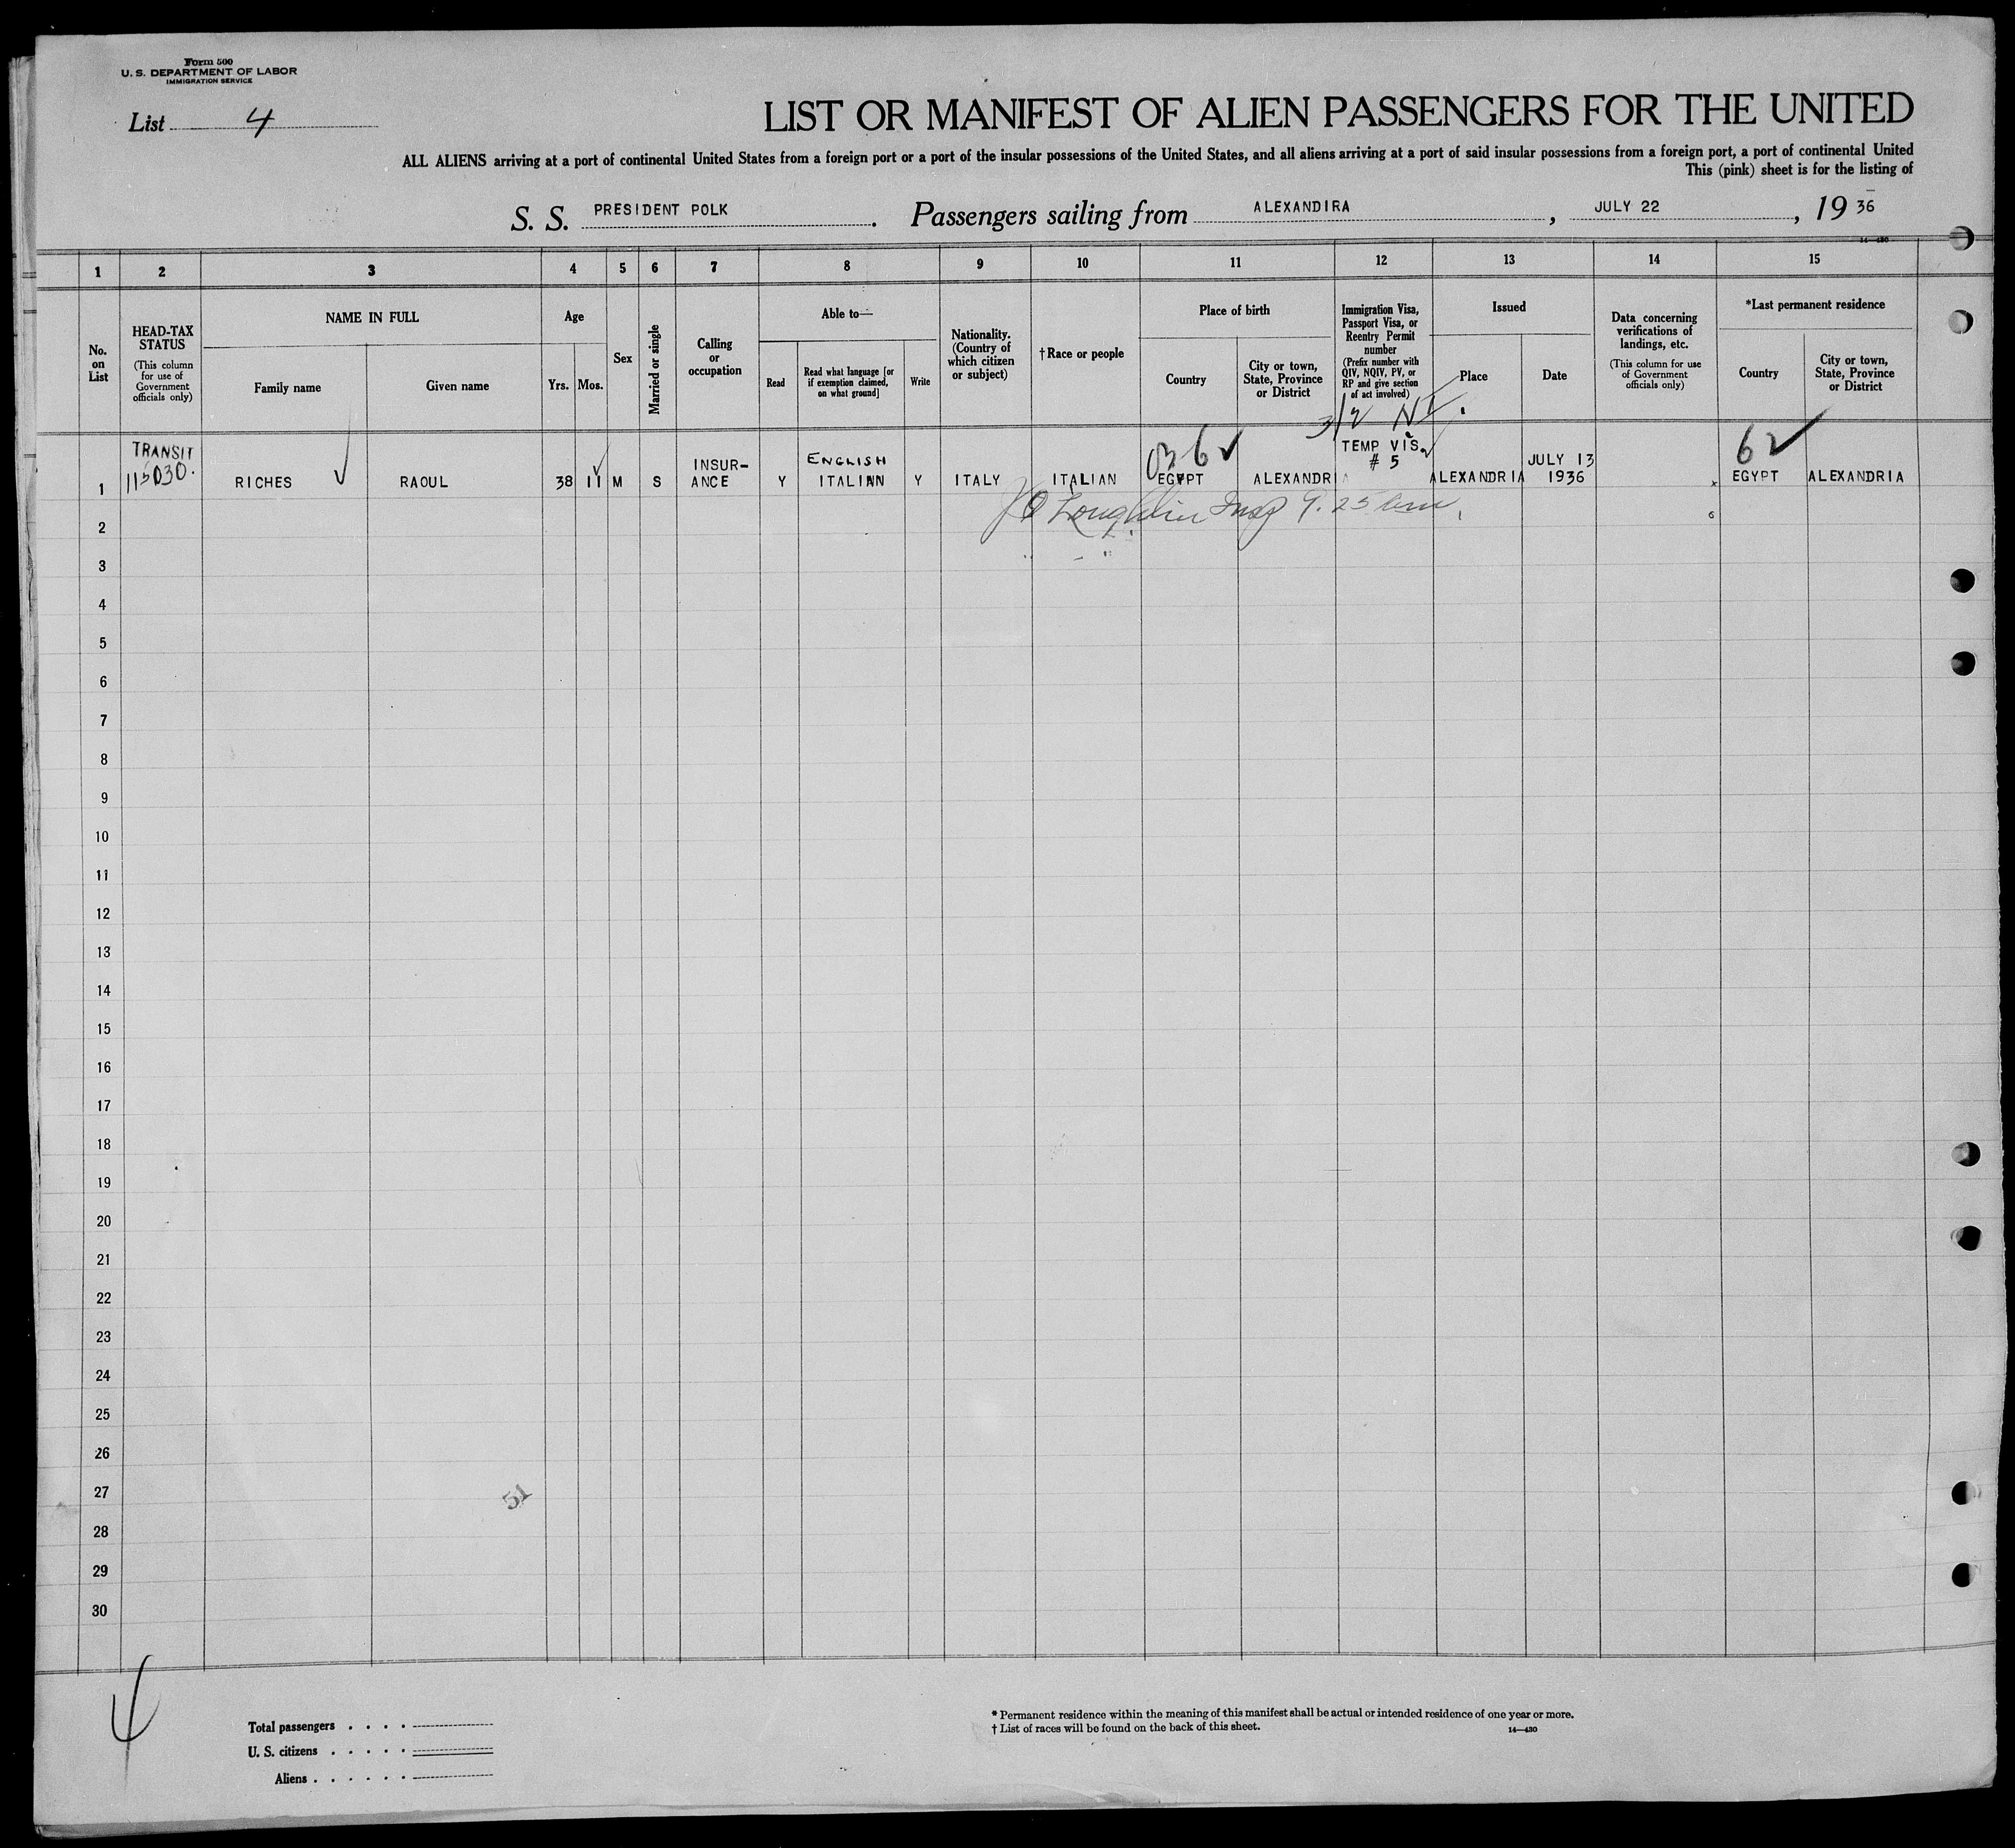 Form 500
U. S. DEPARTMENT OF LABOR
IMMIGRATION SERVICE
List 4
LIST OR MANIFEST OF ALIEN PASSENGERS FOR THE UNITED
ALL ALIENS arriving at a port of continental United States from a foreign port or a port of the insular possessions of the United States, and all aliens arriving at a port of said insular possessions from a foreign port, a port of continental United
This (pink) sheet is for the listing of
S. S. PRESIDENT POLK. Passengers sailing from ALEXANDIRA, JULY 22, 1936
14—430
1 2 3 4 5 6 7 8 9 10 11 12 13 14 15
No. on List
HEAD-TAX STATUS
(This column for use of Government officials only)
NAME IN FULL
Family name
Given name
Age
Yrs. Mos.
Sex
Married or single
Calling or occupation
Able to—
Read
Read what language [or if exemption claimed, on what ground]
Write
Nationality. (Country of which citizen or subject)
†Race or people
Place of birth
Country
City or town, State, Province or District
Immigration Visa, Passport Visa, or Reentry Permit number
(Prefix number with QIV, NQIV, PV, or RP and give section of act involved)
Issued
Place
Date
Data concerning verifications of landings, etc.
(This column for use of Government officials only)
*Last permanent residence
Country
City or town, State, Province or District
TRANSIT
115030.
1 RICHES RAOUL 38 11 M S INSUR-ANCE Y ENGLISH ITALINN Y ITALY ITALIAN EGYPT ALEXANDRIA TEMP VIS. # 5 ALEXANDRIA JULY 13 1936 EGYPT ALEXANDRIA
62
62
9.25 am
2
3
4
5
6
7
8
9
10
11
12
13
14
15
16
17
18
19
20
21
22
23
24
25
26
27
51
28
29
30
4
Total passengers . . . .
U. S. citizens . . . . .
Aliens . . . . . .
* Permanent residence within the meaning of this manifest shall be actual or intended residence of one year or more.
† List of races will be found on the back of this sheet.
14—430